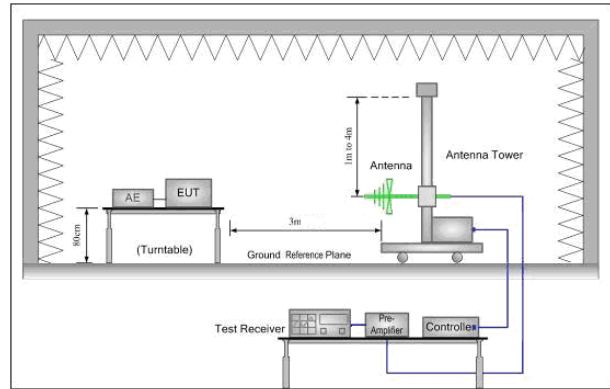 1m to 4m
Antenna
Antenna Tower
AE
EUT
80cm
(Turntable)
3m
Ground Reference Plane
Test Receiver
Pre-
Amplifier
Controller